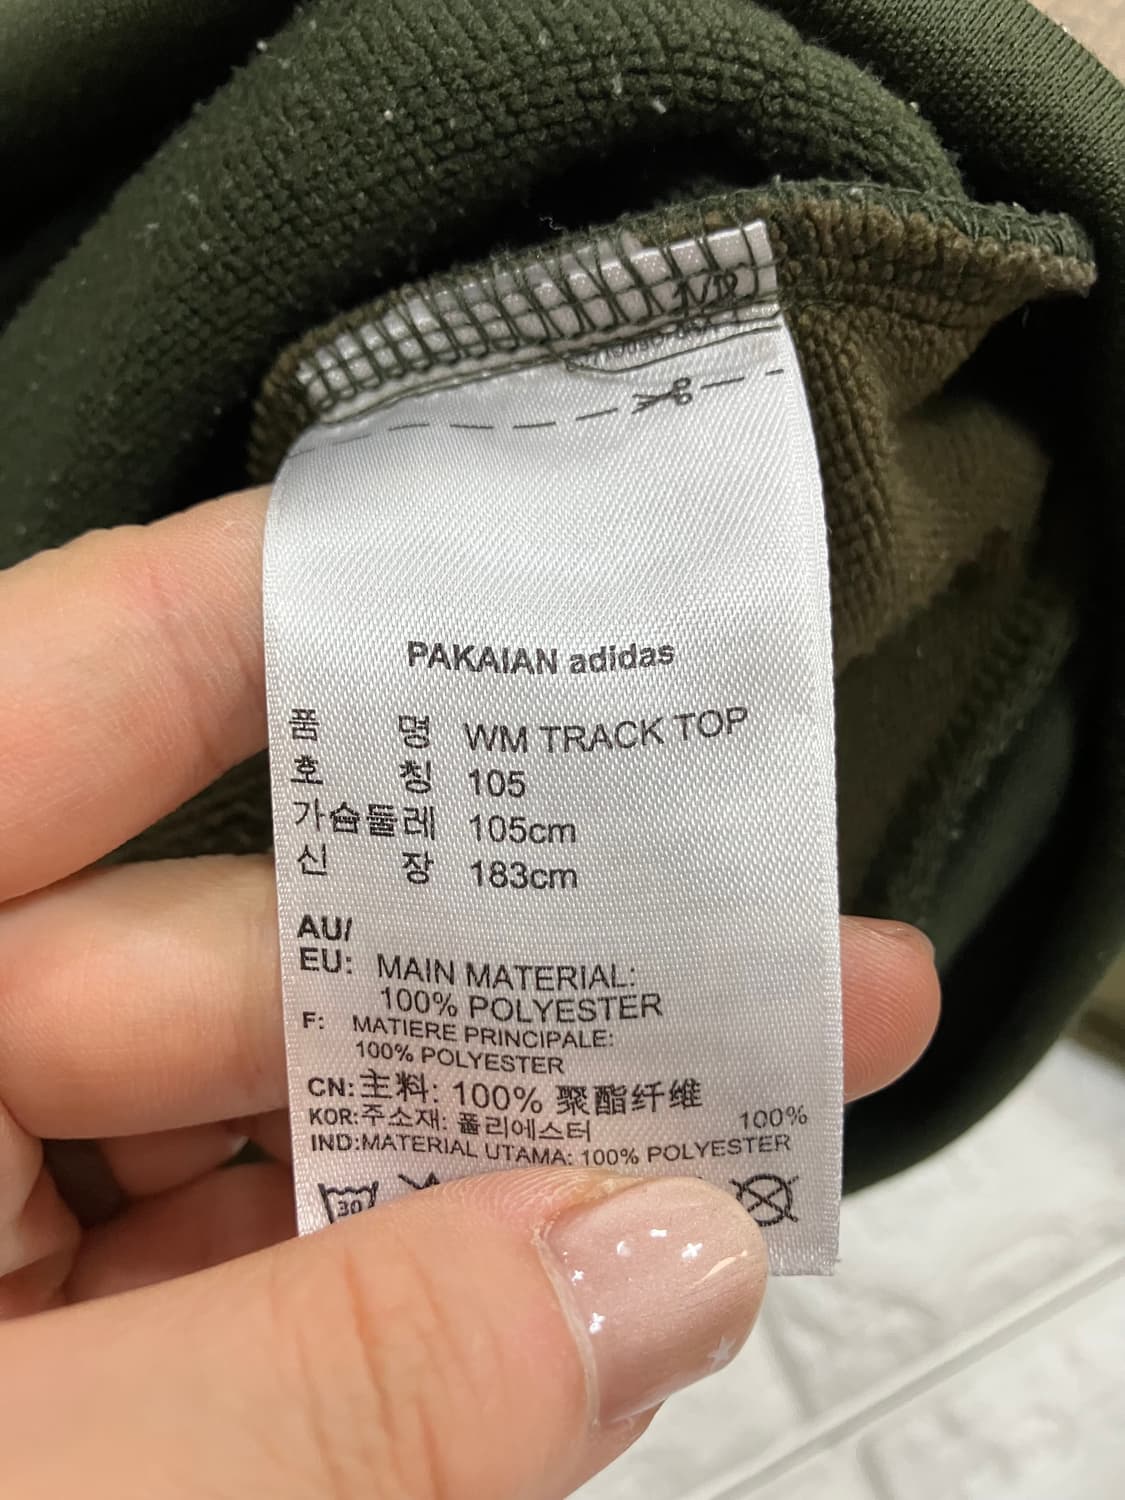 PAKAIAN adidas
품 명 WM TRACK TOP
호 칭 105
가슴둘레 105cm
신 장 183cm
AU/
EU: MAIN MATERIAL:
100% POLYESTER
F: MATIERE PRINCIPALE:
100% POLYESTER
CN:主料: 100% 聚酯纤维
KOR:주소재: 폴리에스터 100%
IND:MATERIAL UTAMA: 100% POLYESTER
30